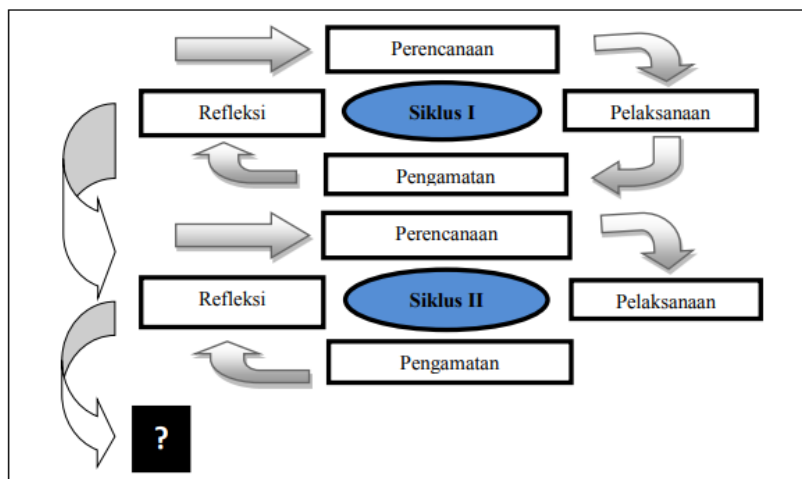 Perencanaan
Refleksi
Siklus I
Pelaksanaan
Pengamatan
Perencanaan
Refleksi
Siklus II
Pelaksanaan
Pengamatan
?